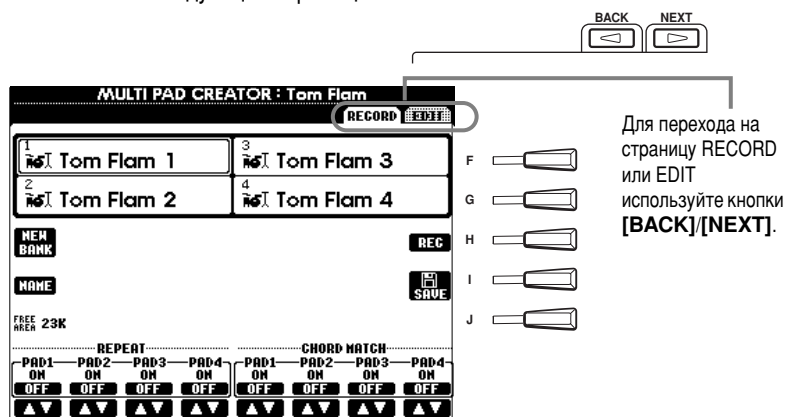 BACK NEXT
MULTI PAD CREATOR : Tom Flam
RECORD EDIT
1 Tom Flam 1
3 Tom Flam 3
2 Tom Flam 2
4 Tom Flam 4
NEW BANK
REC
NAME
SAVE
FREE AREA 23K
REPEAT
CHORD MATCH
PAD1 PAD2 PAD3 PAD4 PAD1 PAD2 PAD3 PAD4
ON ON ON ON ON ON ON ON
OFF OFF OFF OFF OFF OFF OFF OFF
F
G
H
I
J
Для перехода на
страницу RECORD
или EDIT
используйте кнопки
[BACK]/[NEXT].